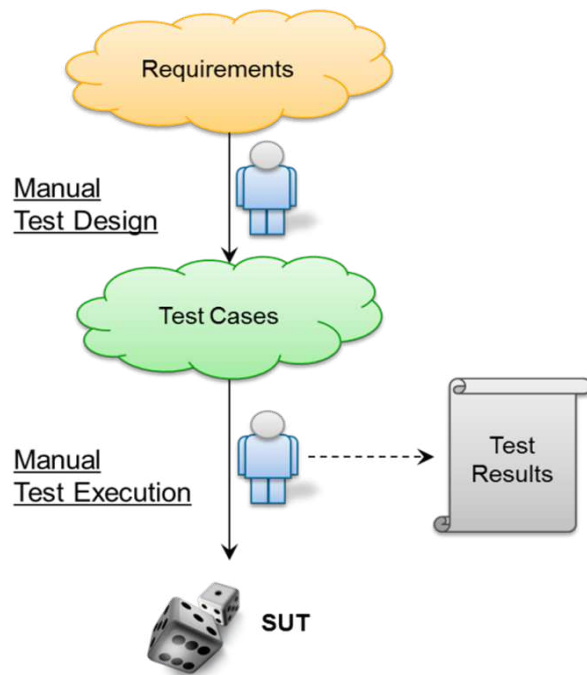 Requirements
Manual
Test Design
Test Cases
Manual
Test Execution
Test
Results
SUT